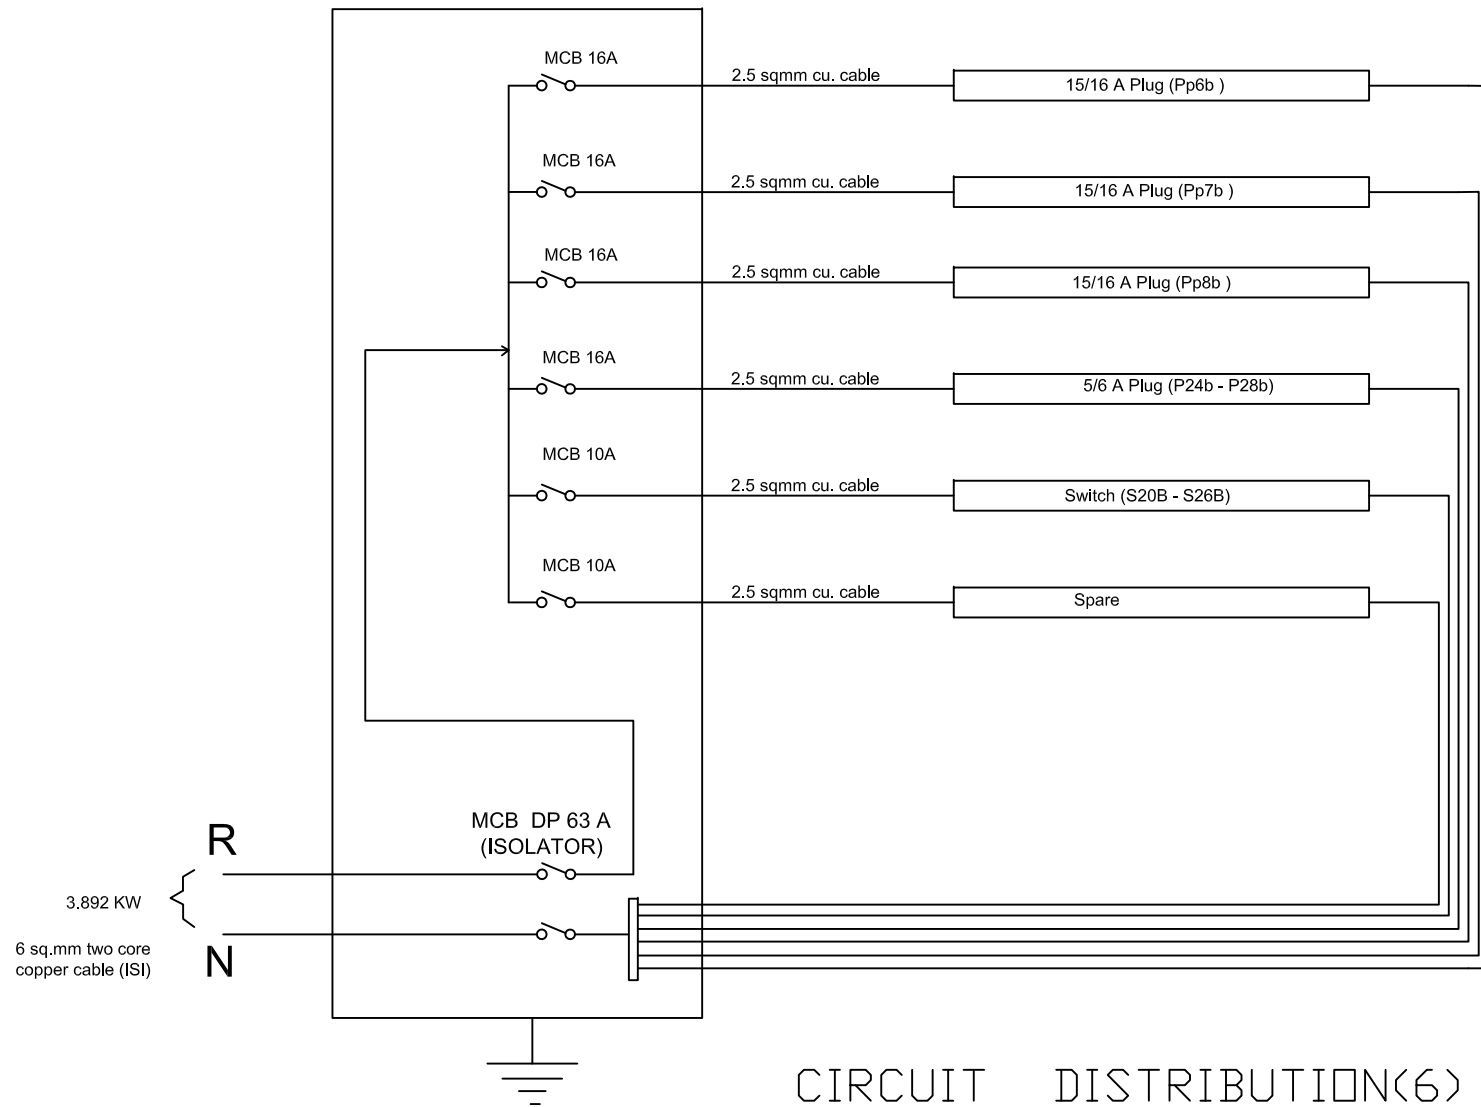 MCB 16A
2.5 sqmm cu. cable
15/16 A Plug (Pp6b )
MCB 16A
2.5 sqmm cu. cable
15/16 A Plug (Pp7b )
MCB 16A
2.5 sqmm cu. cable
15/16 A Plug (Pp8b )
MCB 16A
2.5 sqmm cu. cable
5/6 A Plug (P24b - P28b)
MCB 10A
2.5 sqmm cu. cable
Switch (S20B - S26B)
MCB 10A
2.5 sqmm cu. cable
Spare
MCB DP 63 A
(ISOLATOR)
R
3.892 KW
N
6 sq.mm two core
copper cable (ISI)
CIRCUIT DISTRIBUTION(6)